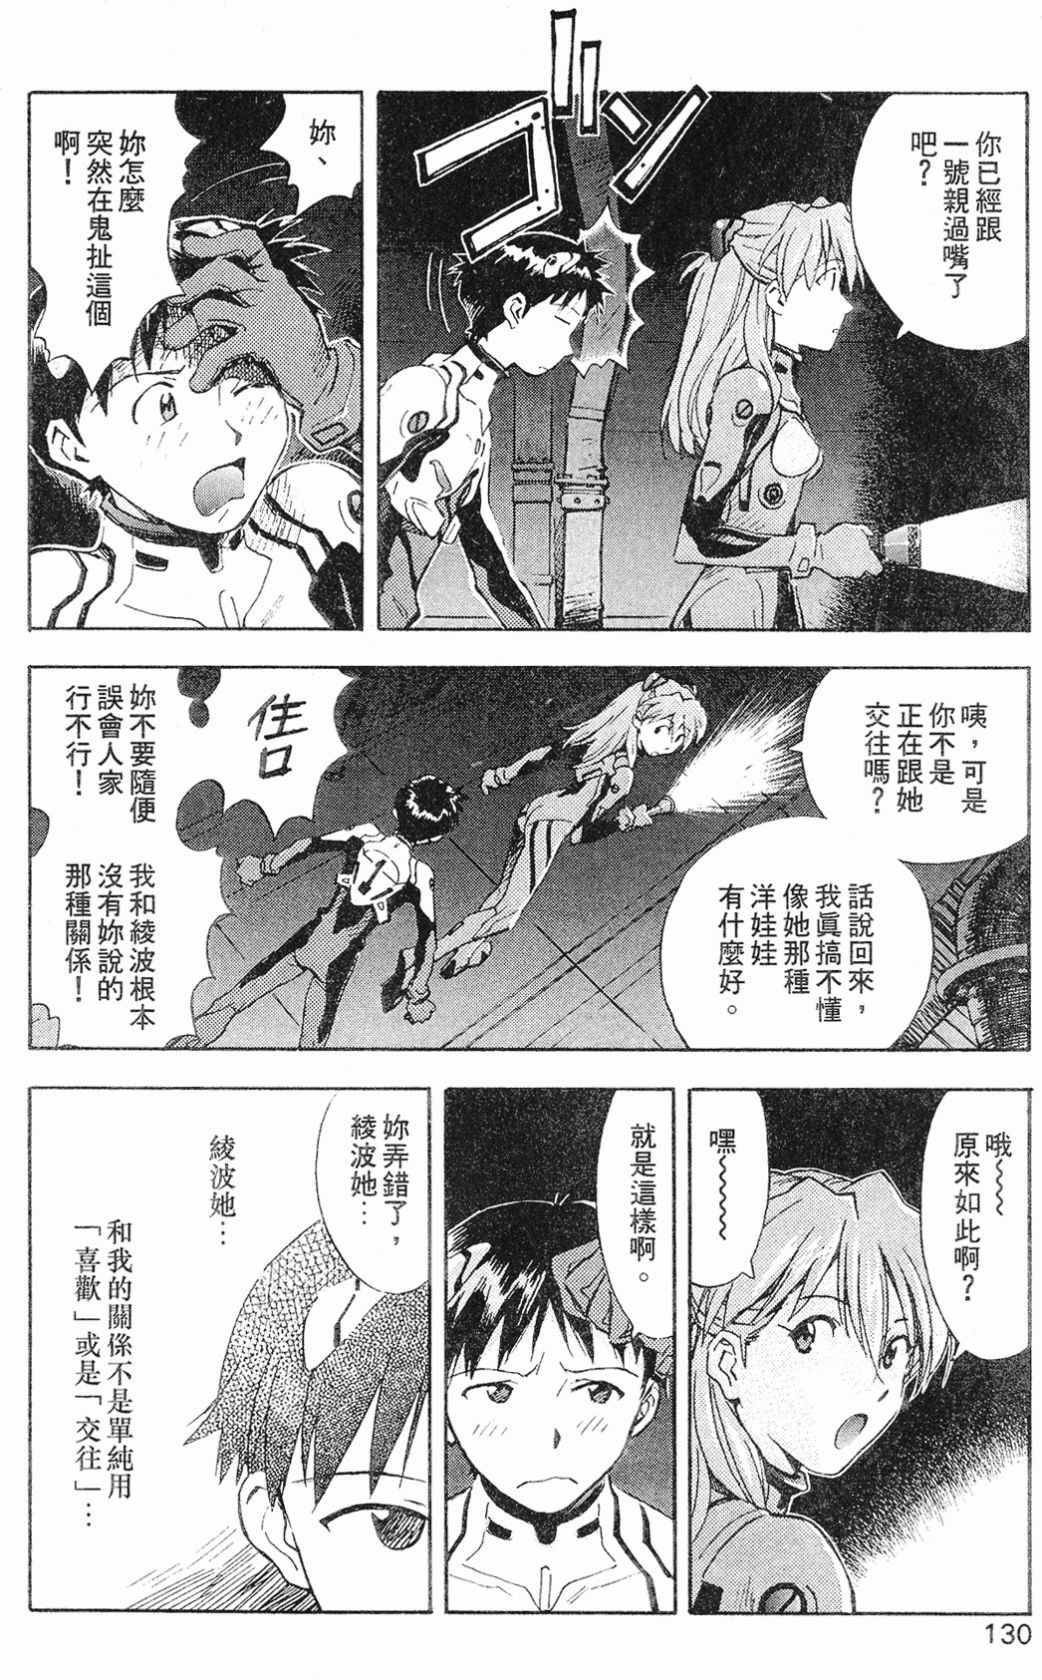 你已經跟
一號親過嘴了
吧？
ゴリッン
妳、
妳怎麼
突然在鬼扯這個
啊！
咦，可是
你不是
正在跟她
交往嗎？
話說回來，
我真搞不懂
像她那種
洋娃娃
有什麼好。
妳不要隨便
誤會人家
行不行！
我和綾波根本
沒有妳說的
那種關係！
哦～～～
原來如此啊？
嘿～～～～～
就是這樣啊。
妳弄錯了，
綾波她…
綾波她…
和我的關係不是單純用
「喜歡」或是「交往」…
130